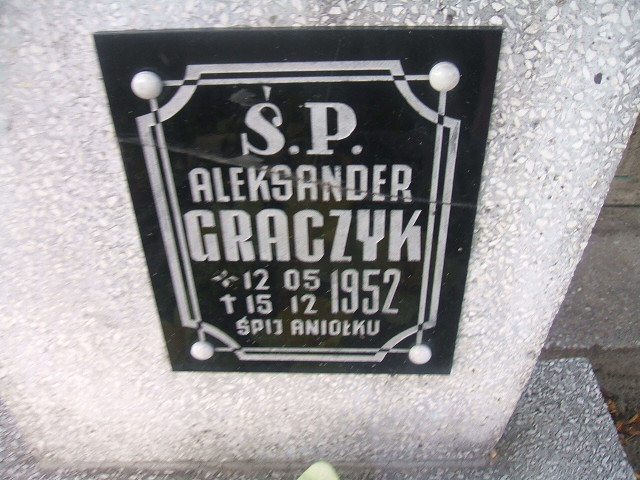 Ś.P.
ALEKSANDER
GRACZYK
12 05 1952
† 15 12
ŚPIJ ANIOŁKU